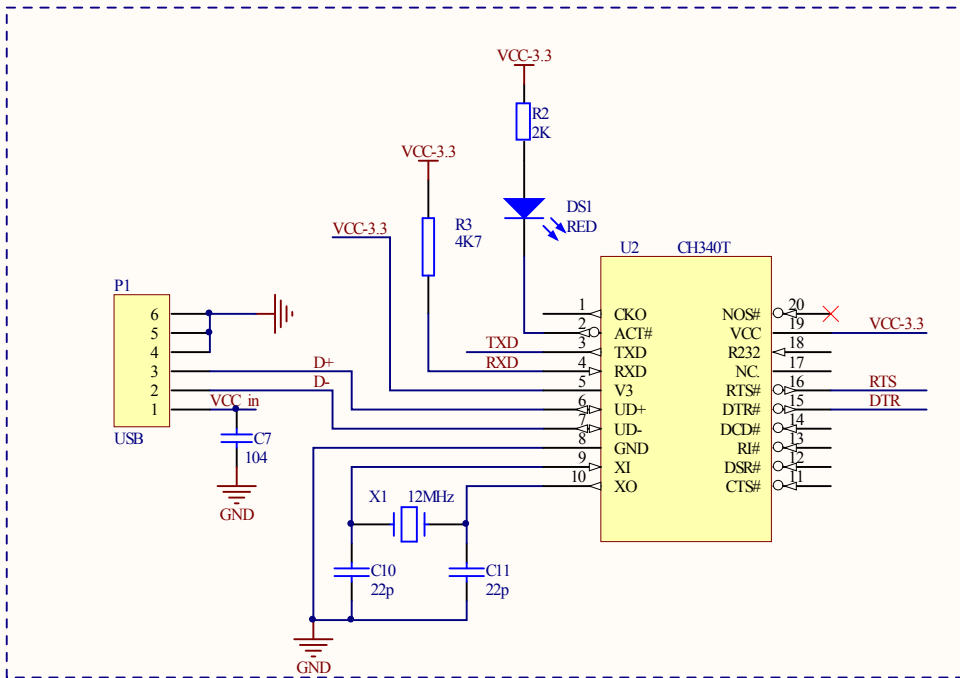 VCC-3.3
R2
2K
VCC-3.3
DS1
RED
R3
4K7
VCC-3.3
U2 CH340T
P1
6
5
4
3
2
1
USB
D+
D-
VCC in
C7
104
GND
TXD
RXD
1 CKO
2 ACT#
3 TXD
4 RXD
5 V3
6 UD+
7 UD-
8 GND
9 XI
10 XO
NOS# 20
VCC 19
R232 18
NC. 17
RTS# 16
DTR# 15
DCD# 14
RI# 13
DSR# 12
CTS# 11
VCC-3.3
RTS
DTR
X1 12MHz
C10
22p
C11
22p
GND